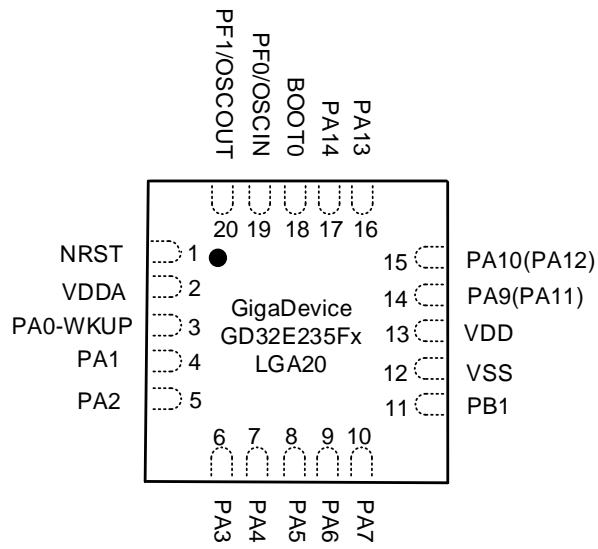 PF1/OSCOUT
PF0/OSCIN
BOOT0
PA14
PA13
20 19 18 17 16
NRST 1
VDDA 2
PA0-WKUP 3
PA1 4
PA2 5
GigaDevice
GD32E235Fx
LGA20
15 PA10(PA12)
14 PA9(PA11)
13 VDD
12 VSS
11 PB1
6 7 8 9 10
PA3
PA4
PA5
PA6
PA7